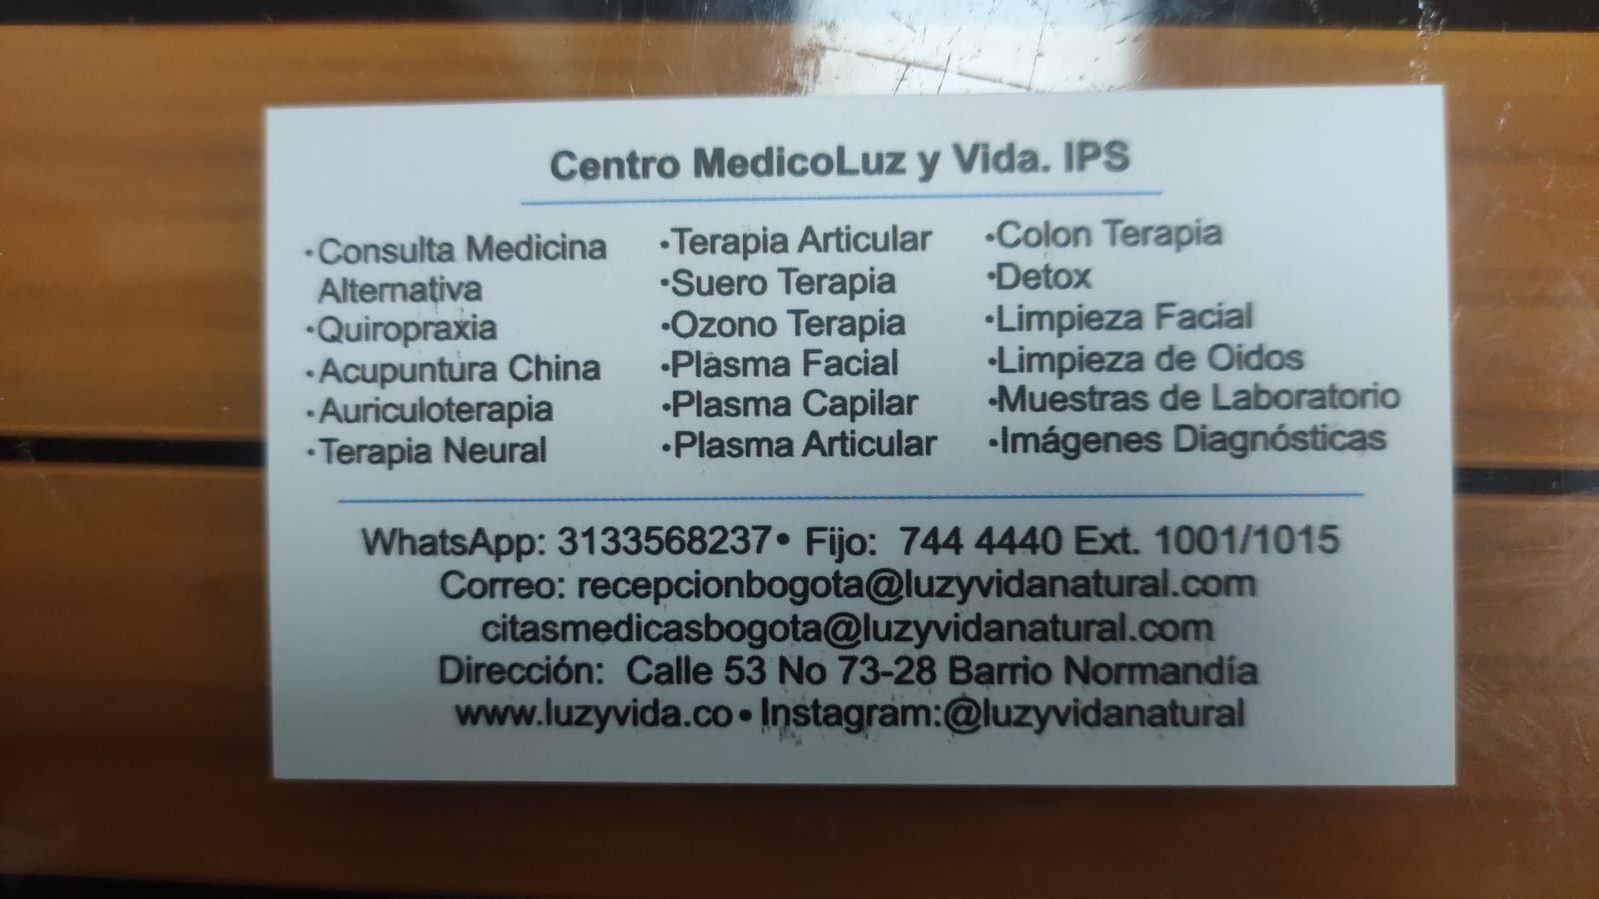 Centro MedicoLuz y Vida. IPS
•Consulta Medicina
Alternativa
•Quiropraxia
•Acupuntura China
•Auriculoterapia
•Terapia Neural
•Terapia Articular
•Suero Terapia
•Ozono Terapia
•Plasma Facial
•Plasma Capilar
•Plasma Articular
•Colon Terapia
•Detox
•Limpieza Facial
•Limpieza de Oidos
•Muestras de Laboratorio
•Imágenes Diagnósticas
WhatsApp: 3133568237• Fijo: 744 4440 Ext. 1001/1015
Correo: recepcionbogota@luzyvidanatural.com
citasmedicasbogota@luzyvidanatural.com
Dirección: Calle 53 No 73-28 Barrio Normandía
www.luzyvida.co• Instagram:@luzyvidanatural